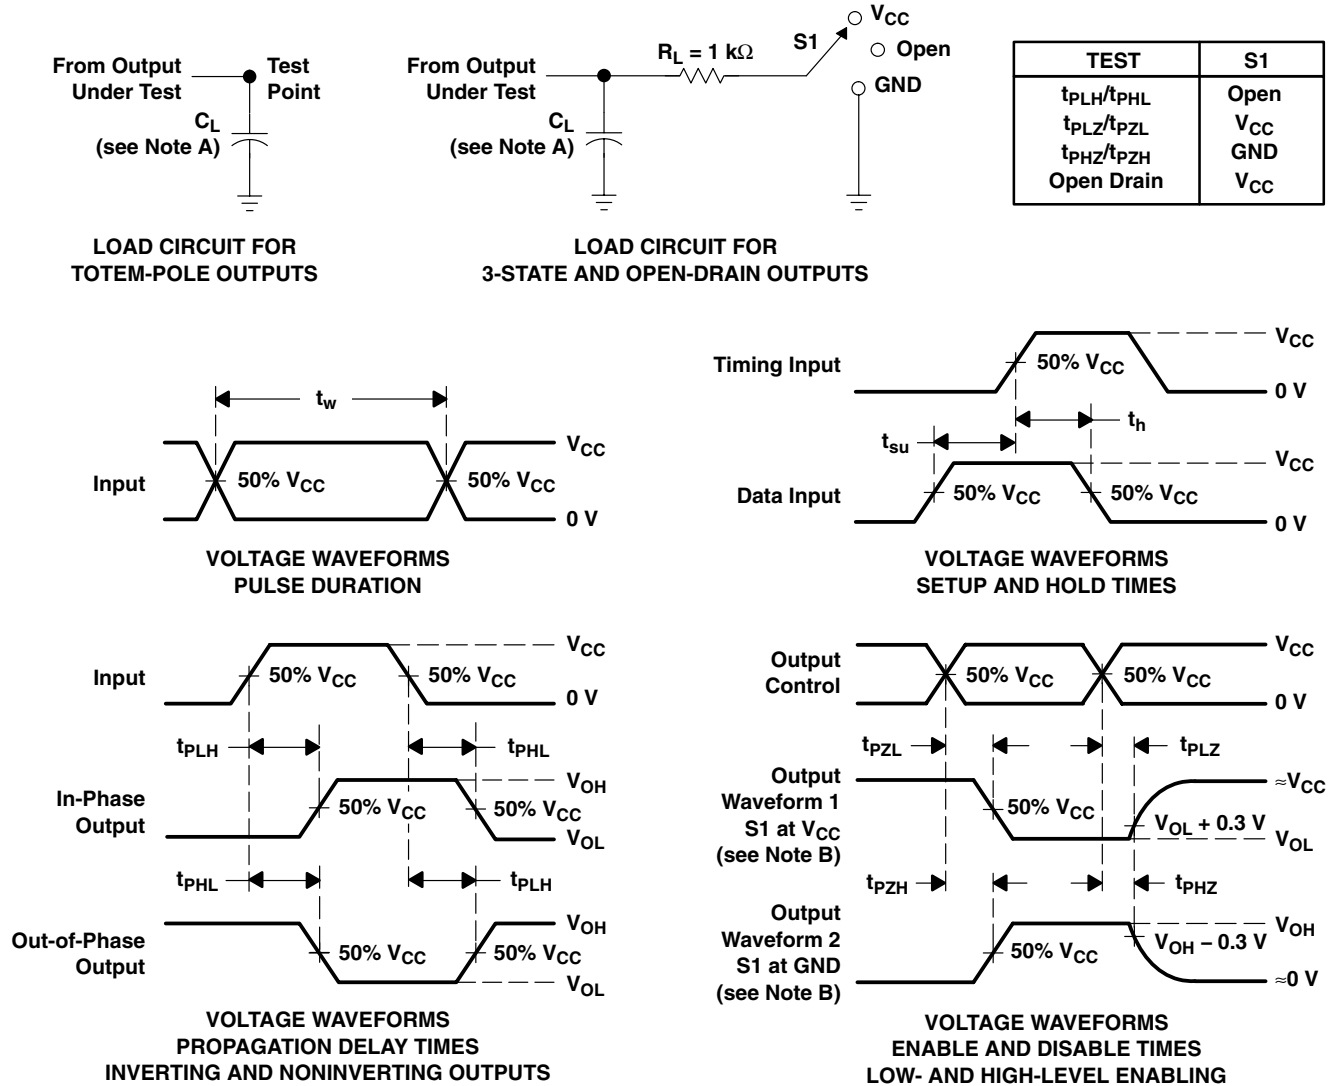 From Output
Under Test
Test
Point
CL
(see Note A)
LOAD CIRCUIT FOR
TOTEM-POLE OUTPUTS
From Output
Under Test
RL = 1 kΩ
S1
VCC
Open
GND
CL
(see Note A)
LOAD CIRCUIT FOR
3-STATE AND OPEN-DRAIN OUTPUTS
TEST S1
tPLH/tPHL Open
tPLZ/tPZL VCC
tPHZ/tPZH GND
Open Drain VCC
tw
Input
50% VCC
50% VCC
VCC
0 V
VOLTAGE WAVEFORMS
PULSE DURATION
Timing Input
50% VCC
VCC
0 V
tsu
th
Data Input
50% VCC
50% VCC
VCC
0 V
VOLTAGE WAVEFORMS
SETUP AND HOLD TIMES
Input
50% VCC
50% VCC
VCC
0 V
tPLH
tPHL
In-Phase
Output
50% VCC
50% VCC
VOH
VOL
tPHL
tPLH
Out-of-Phase
Output
50% VCC
50% VCC
VOH
VOL
VOLTAGE WAVEFORMS
PROPAGATION DELAY TIMES
INVERTING AND NONINVERTING OUTPUTS
Output
Control
50% VCC
50% VCC
VCC
0 V
tPZL
tPLZ
Output
Waveform 1
S1 at VCC
(see Note B)
50% VCC
VOL + 0.3 V
≈VCC
VOL
tPZH
tPHZ
Output
Waveform 2
S1 at GND
(see Note B)
50% VCC
VOH − 0.3 V
VOH
≈0 V
VOLTAGE WAVEFORMS
ENABLE AND DISABLE TIMES
LOW- AND HIGH-LEVEL ENABLING